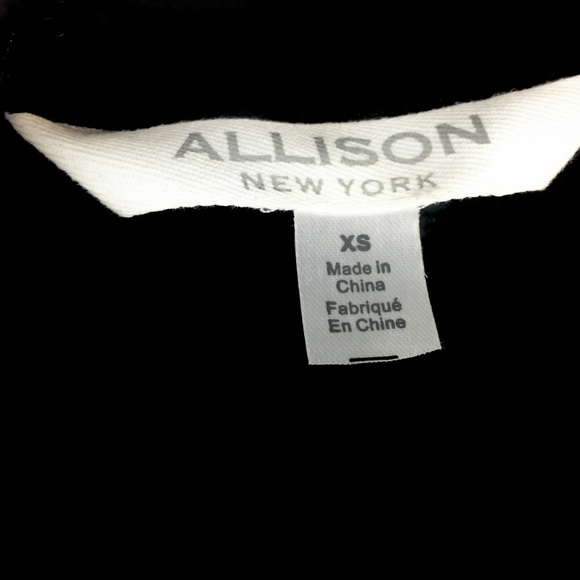 ALLISON
NEW YORK
XS
Made in
China
Fabriqué
En Chine